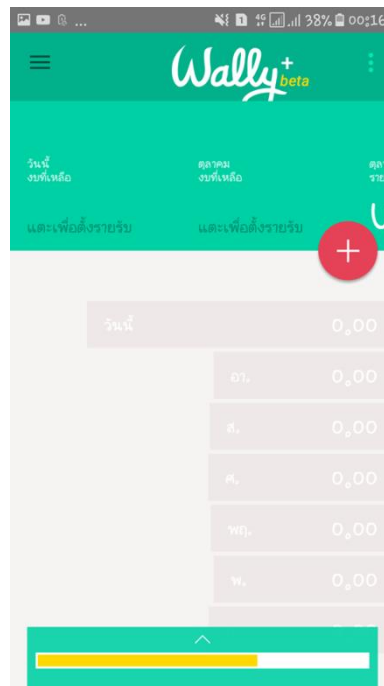 ... 4G 38% 00:16
Wally+
beta
วันนี้
งบที่เหลือ
ตุลาคม
งบที่เหลือ
แตะเพื่อตั้งรายรับ
แตะเพื่อตั้งรายรับ
วันนี้ 0.00
อา. 0.00
ส. 0.00
ศ. 0.00
พฤ. 0.00
พ. 0.00